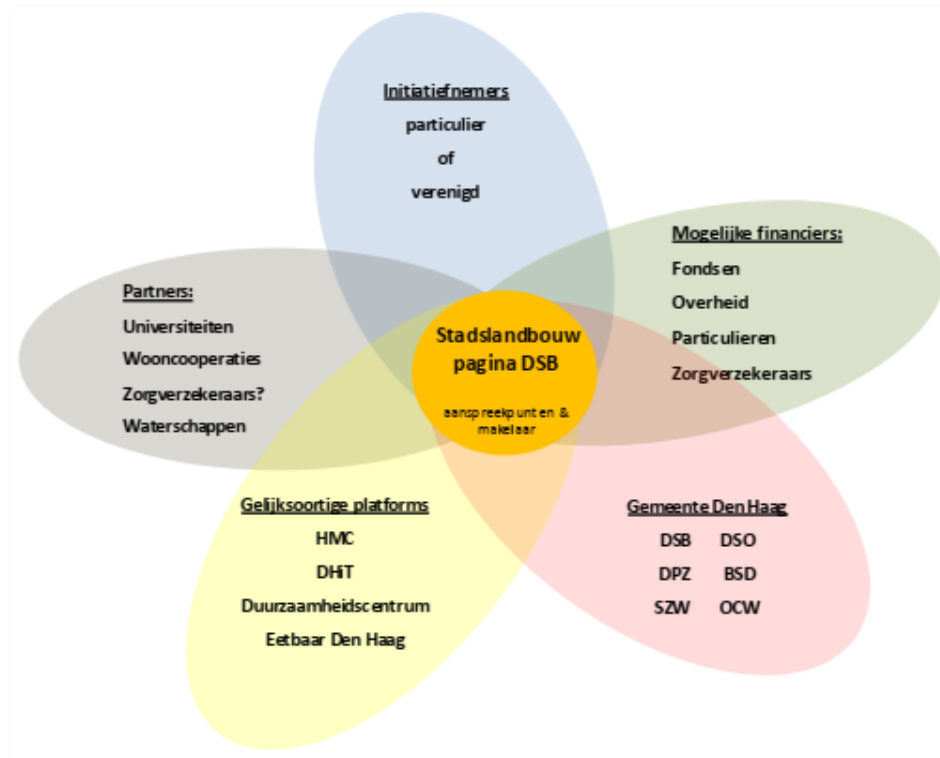 Initiatiefnemers
particulier
of
verenigd
Mogelijke financiers:
Fondsen
Overheid
Particulieren
Zorgverzekeraars
Partners:
Universiteiten
Wooncooperaties
Zorgverzekeraars?
Waterschappen
Stadslandbouw
pagina DSB
aanspreekpunten &
makelaar
Gelijksoortige platforms
HMC
DHiT
Duurzaamheidscentrum
Eetbaar Den Haag
Gemeente Den Haag
DSB DSO
DPZ BSD
SZW OCW